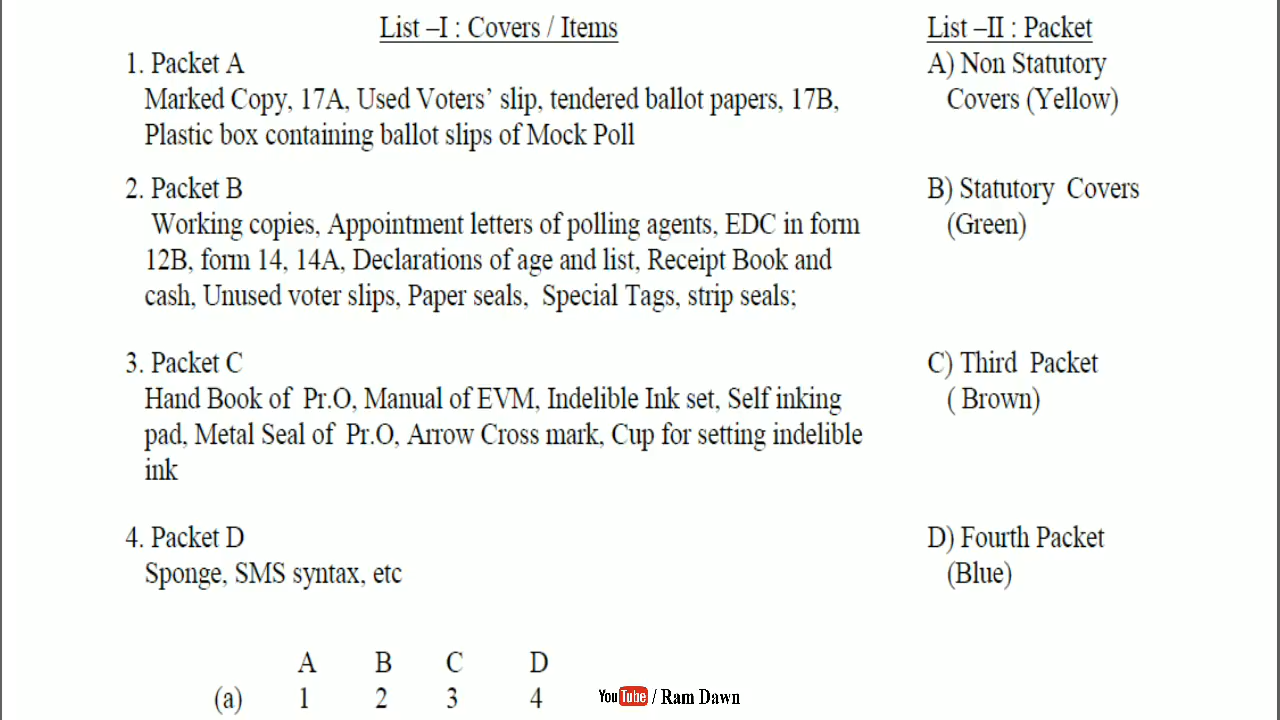 List –I : Covers / Items
List –II : Packet
1. Packet A
Marked Copy, 17A, Used Voters' slip, tendered ballot papers, 17B,
Plastic box containing ballot slips of Mock Poll
A) Non Statutory
Covers (Yellow)
2. Packet B
Working copies, Appointment letters of polling agents, EDC in form
12B, form 14, 14A, Declarations of age and list, Receipt Book and
cash, Unused voter slips, Paper seals, Special Tags, strip seals;
B) Statutory Covers
(Green)
3. Packet C
Hand Book of Pr.O, Manual of EVM, Indelible Ink set, Self inking
pad, Metal Seal of Pr.O, Arrow Cross mark, Cup for setting indelible
ink
C) Third Packet
( Brown)
4. Packet D
Sponge, SMS syntax, etc
D) Fourth Packet
(Blue)
A B C D
(a) 1 2 3 4
YouTube / Ram Dawn